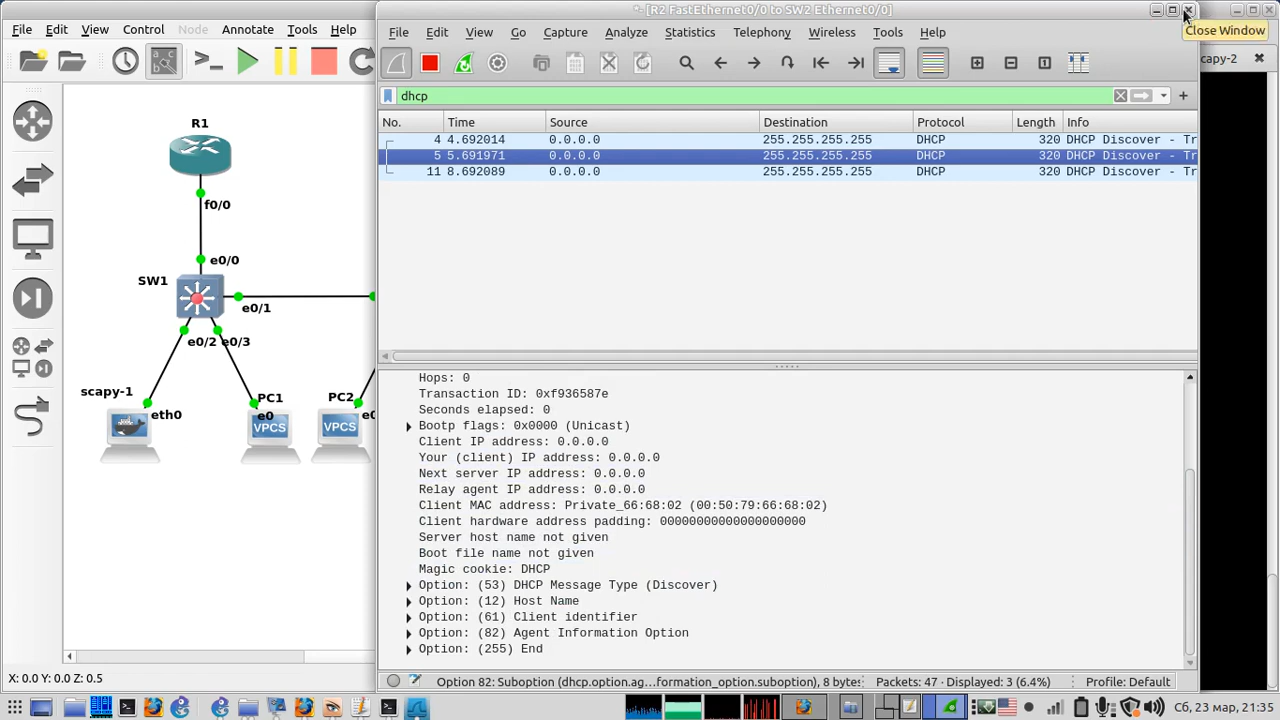 *- [R2 FastEthernet0/0 to SW2 Ethernet0/0]
Close Window
File Edit View Control Node Annotate Tools Help
File Edit View Go Capture Analyze Statistics Telephony Wireless Tools Help
capy-2
dhcp
No. Time Source Destination Protocol Length Info
4 4.692014 0.0.0.0 255.255.255.255 DHCP 320 DHCP Discover - Tr
5 5.691971 0.0.0.0 255.255.255.255 DHCP 320 DHCP Discover - Tr
11 8.692089 0.0.0.0 255.255.255.255 DHCP 320 DHCP Discover - Tr
R1
f0/0
e0/0
SW1
e0/1
e0/2 e0/3
scapy-1
eth0
PC1
e0
VPCS
PC2
e0
VPCS
Hops: 0
Transaction ID: 0xf936587e
Seconds elapsed: 0
Bootp flags: 0x0000 (Unicast)
Client IP address: 0.0.0.0
Your (client) IP address: 0.0.0.0
Next server IP address: 0.0.0.0
Relay agent IP address: 0.0.0.0
Client MAC address: Private_66:68:02 (00:50:79:66:68:02)
Client hardware address padding: 00000000000000000000
Server host name not given
Boot file name not given
Magic cookie: DHCP
Option: (53) DHCP Message Type (Discover)
Option: (12) Host Name
Option: (61) Client identifier
Option: (82) Agent Information Option
Option: (255) End
X: 0.0 Y: 0.0 Z: 0.5
Option 82: Suboption (dhcp.option.ag…formation_option.suboption), 8 bytes
Packets: 47 · Displayed: 3 (6.4%)
Profile: Default
Сб, 23 мар, 21:35